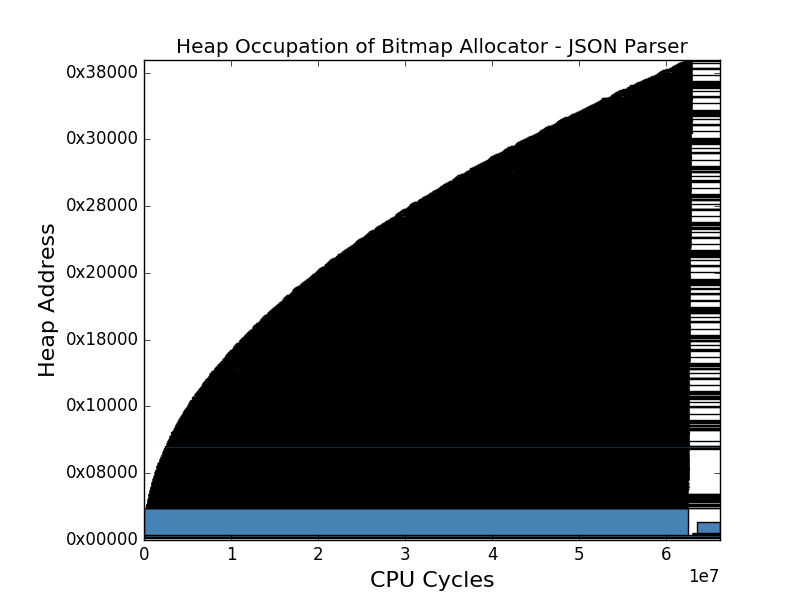 Heap Occupation of Bitmap Allocator - JSON Parser
0x38000
0x30000
0x28000
0x20000
0x18000
0x10000
0x08000
0x00000
Heap Address
0 1 2 3 4 5 6
1e7
CPU Cycles